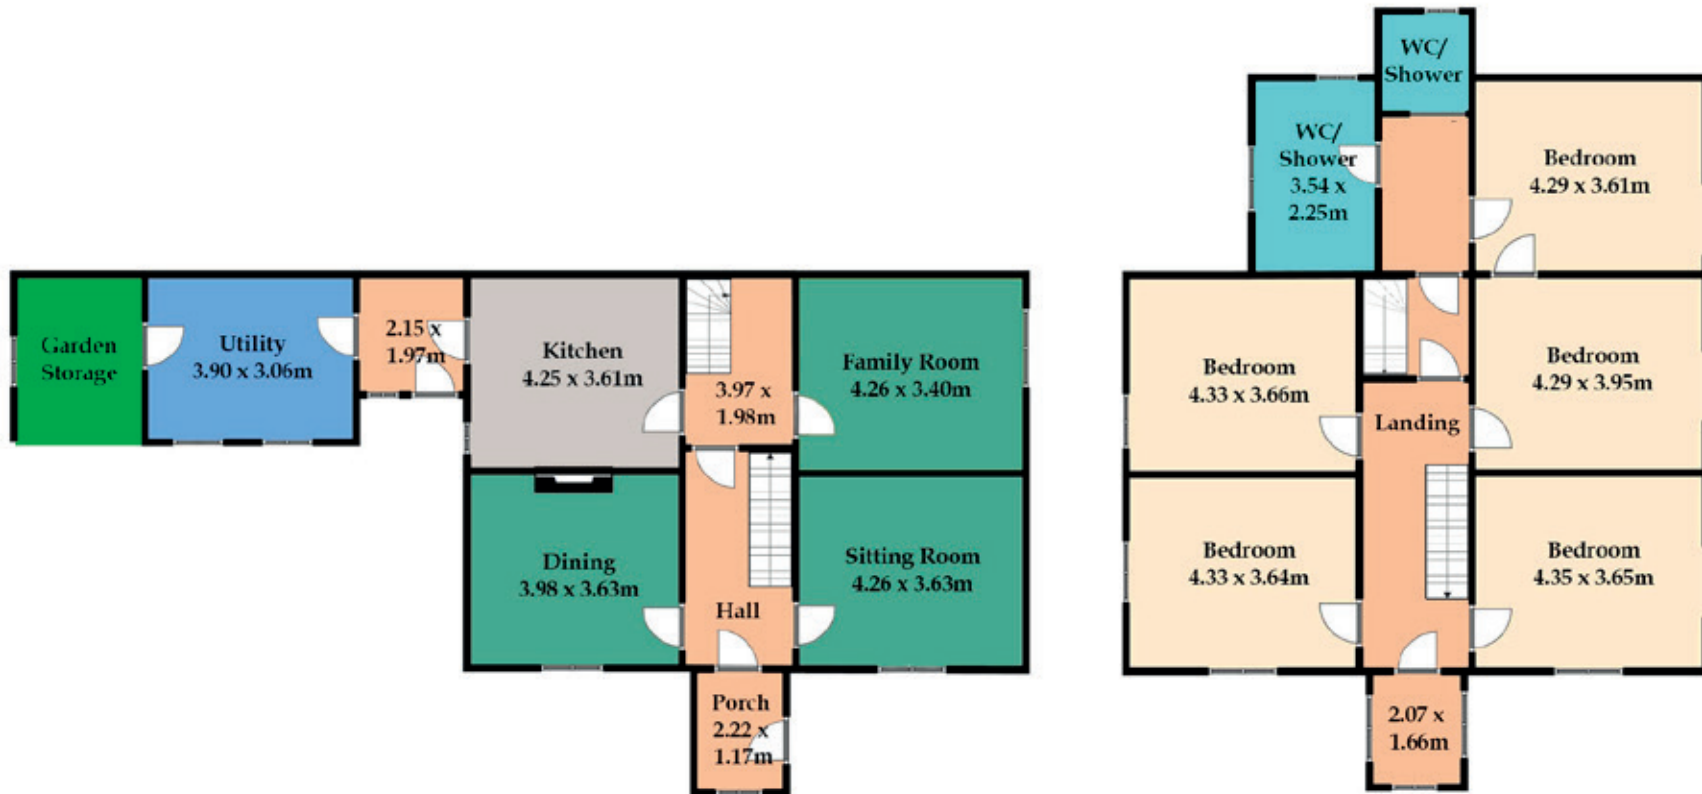 Garden
Storage
Utility
3.90 x 3.06m
2.15 x
1.97m
Kitchen
4.25 x 3.61m
3.97 x
1.98m
Family Room
4.26 x 3.40m
Dining
3.98 x 3.63m
Hall
Sitting Room
4.26 x 3.63m
Porch
2.22 x
1.17m
WC/
Shower
WC/
Shower
3.54 x
2.25m
Bedroom
4.29 x 3.61m
Bedroom
4.33 x 3.66m
Landing
Bedroom
4.29 x 3.95m
Bedroom
4.33 x 3.64m
Bedroom
4.35 x 3.65m
2.07 x
1.66m